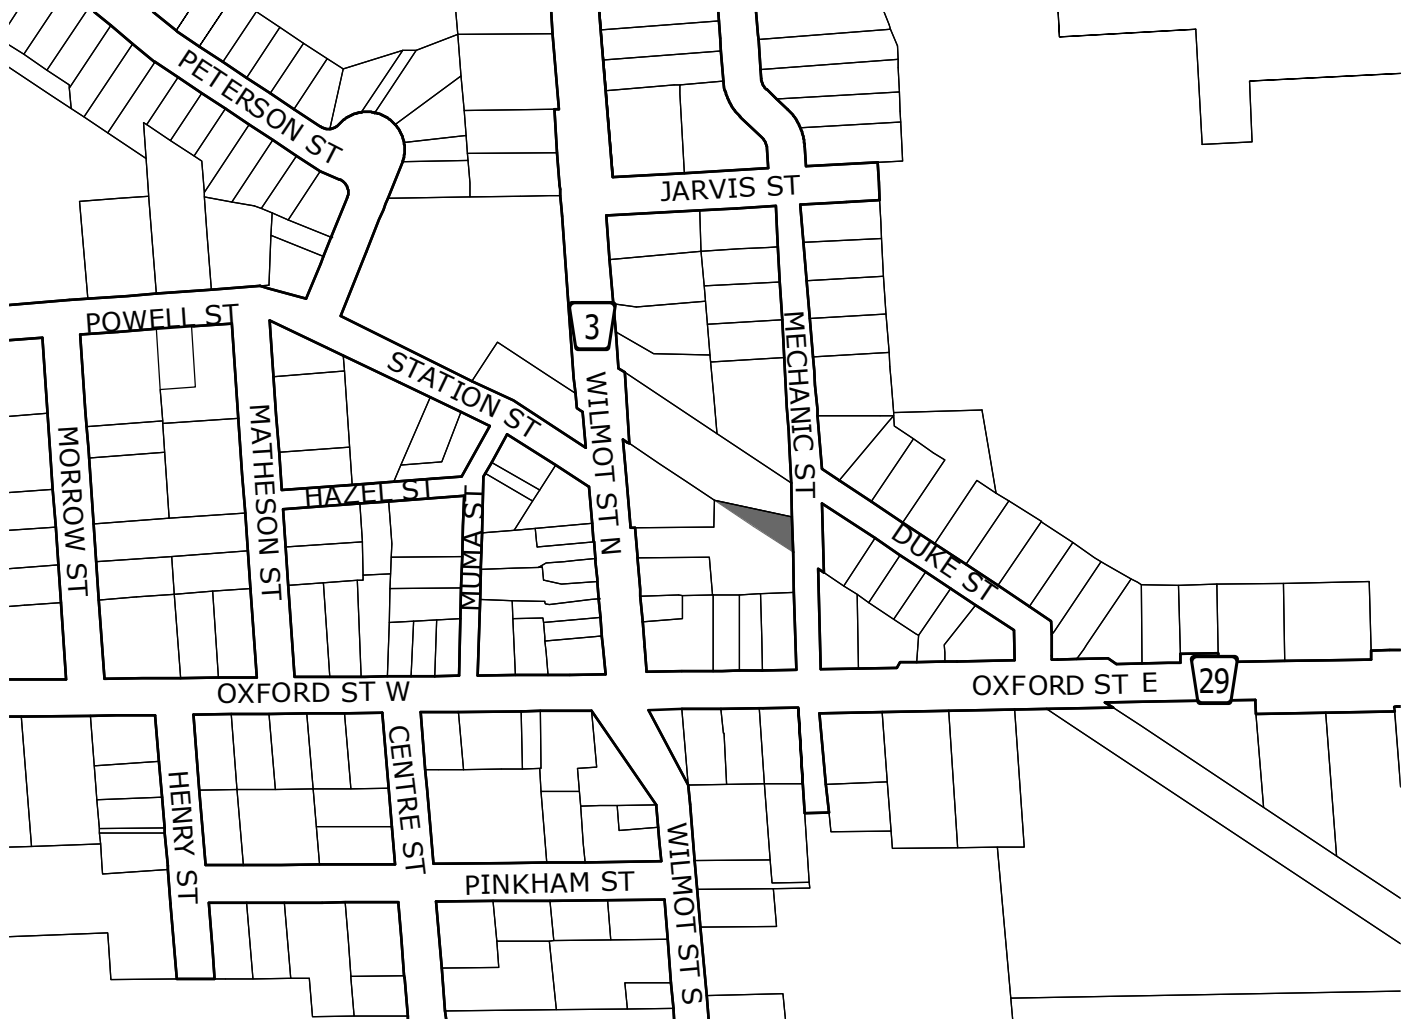 PETERSON ST
JARVIS ST
POWELL ST
3
STATION ST
MECHANIC ST
WILMOT ST N
MATHESON ST
MORROW ST
HAZEL ST
MUMA ST
DUKE ST
OXFORD ST W
OXFORD ST E
29
CENTRE ST
HENRY ST
WILMOT ST S
PINKHAM ST